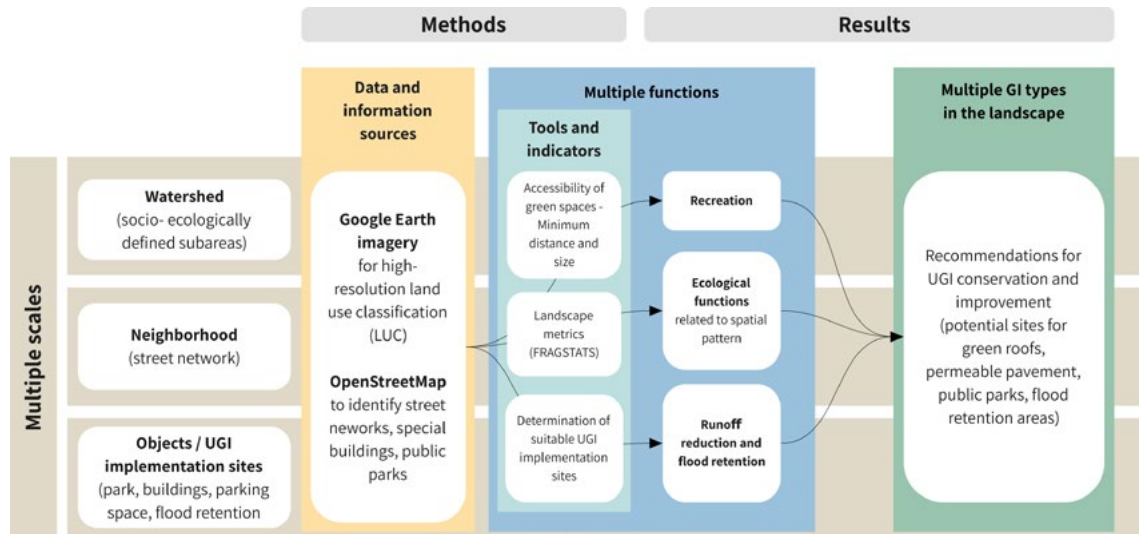 Methods
Results
Data and
information
sources
Multiple functions
Multiple GI types
in the landscape
Tools and
indicators
Multiple scales
Watershed
(socio- ecologically
defined subareas)
Neighborhood
(street network)
Objects / UGI
implementation sites
(park, buildings, parking
space, flood retention
Google Earth
imagery
for high-
resolution land
use classification
(LUC)
OpenStreetMap
to identify street
neworks, special
buildings, public
parks
Accessibility of
green spaces -
Minimum
distance and
size
Landscape
metrics
(FRAGSTATS)
Determination of
suitable UGI
implementation
sites
Recreation
Ecological
functions
related to spatial
pattern
Runoff
reduction and
flood retention
Recommendations for
UGI conservation and
improvement
(potential sites for
green roofs,
permeable pavement,
public parks, flood
retention areas)